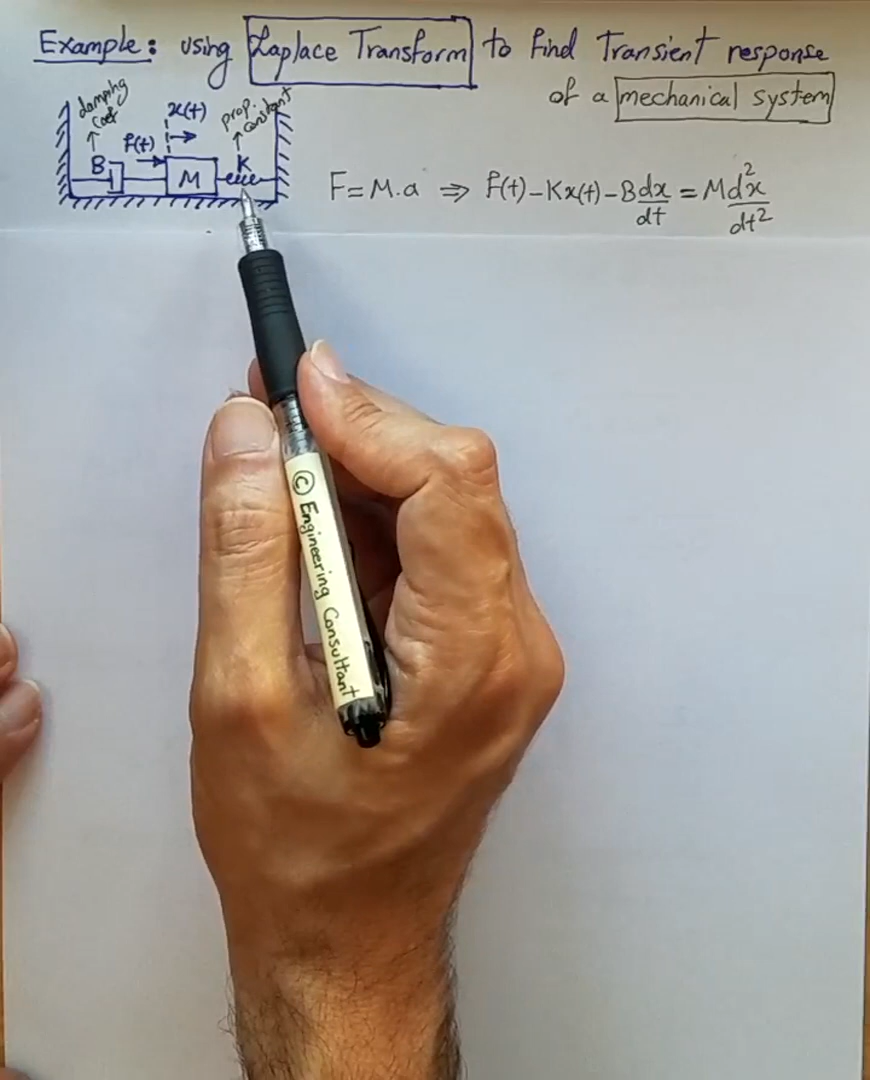 Example: using Laplace Transform to find Transient response
of a mechanical system
damping
coef
x(t)
prop.
constant
f(t)
B
M
K
F = M.a ⇒ f(t) - Kx(t) - B dx/dt = M d²x/dt²
© Engineering Consultant